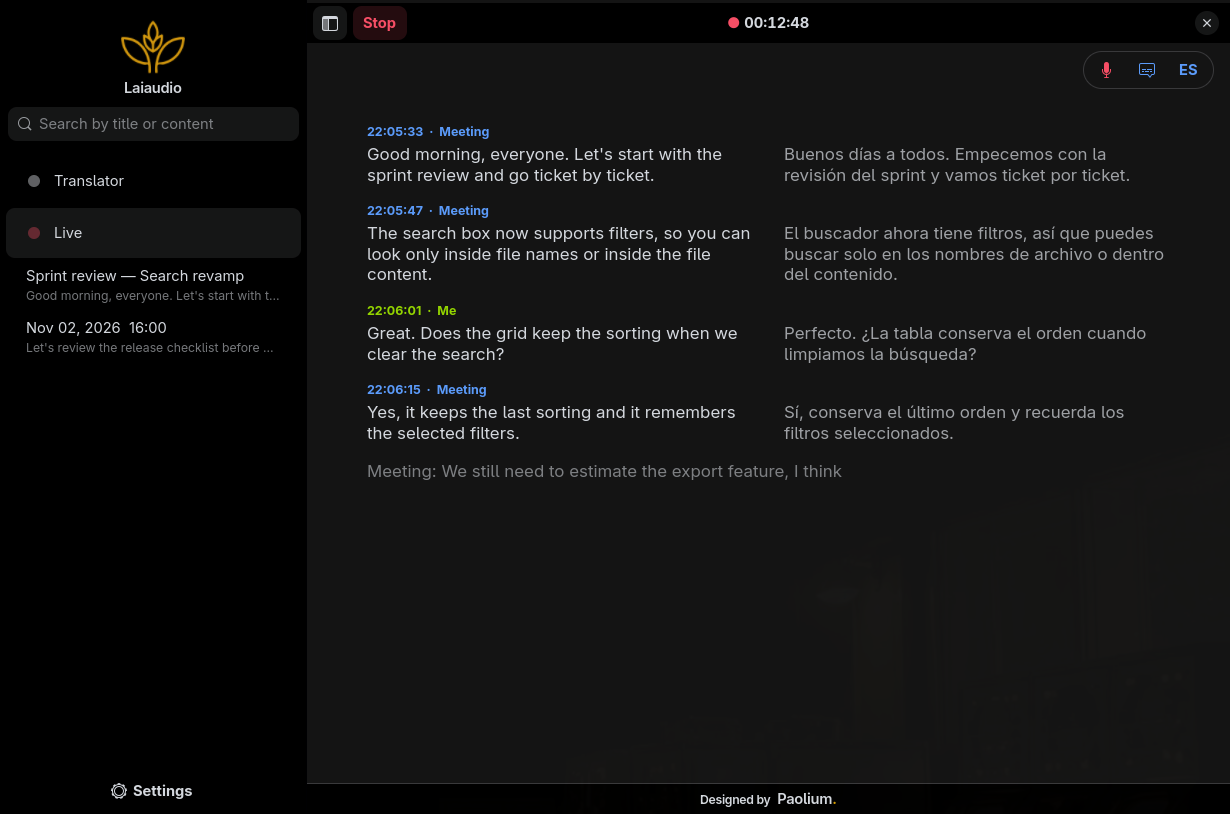 Laiaudio
Search by title or content
Translator
Live
Sprint review — Search revamp
Good morning, everyone. Let's start with t...
Nov 02, 2026 16:00
Let's review the release checklist before ...
Settings
Stop
00:12:48
ES
22:05:33 · Meeting
Good morning, everyone. Let's start with the
sprint review and go ticket by ticket.
Buenos días a todos. Empecemos con la
revisión del sprint y vamos ticket por ticket.
22:05:47 · Meeting
The search box now supports filters, so you can
look only inside file names or inside the file
content.
El buscador ahora tiene filtros, así que puedes
buscar solo en los nombres de archivo o dentro
del contenido.
22:06:01 · Me
Great. Does the grid keep the sorting when we
clear the search?
Perfecto. ¿La tabla conserva el orden cuando
limpiamos la búsqueda?
22:06:15 · Meeting
Yes, it keeps the last sorting and it remembers
the selected filters.
Sí, conserva el último orden y recuerda los
filtros seleccionados.
Meeting: We still need to estimate the export feature, I think
Designed by Paolium.